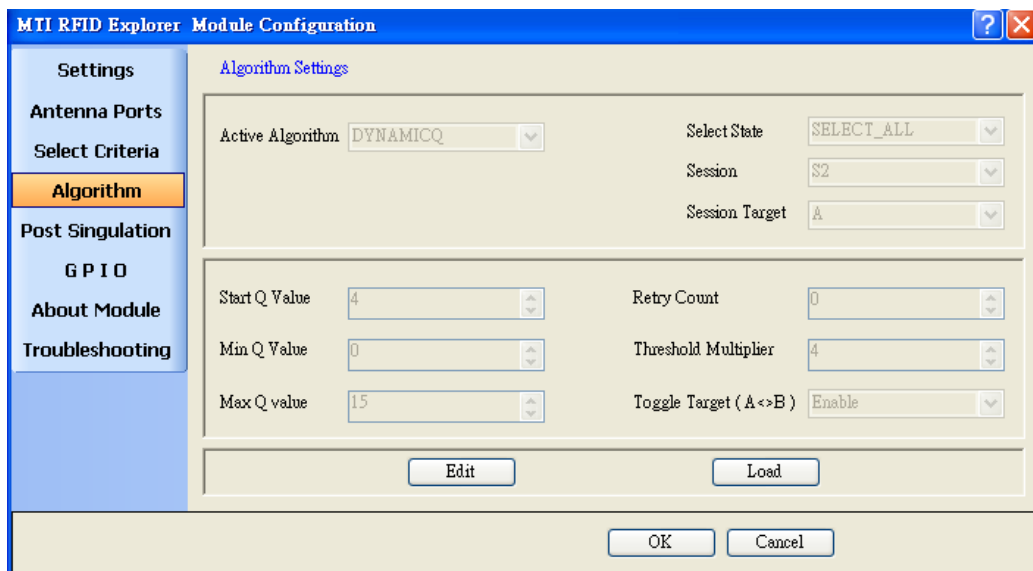 MTI RFID Explorer Module Configuration
Settings
Antenna Ports
Select Criteria
Algorithm
Post Singulation
G P I O
About Module
Troubleshooting
Algorithm Settings
Active Algorithm DYNAMICQ
Select State SELECT_ALL
Session S2
Session Target A
Start Q Value 4
Retry Count 0
Min Q Value 0
Threshold Multiplier 4
Max Q value 15
Toggle Target ( A<>B ) Enable
Edit Load
OK Cancel